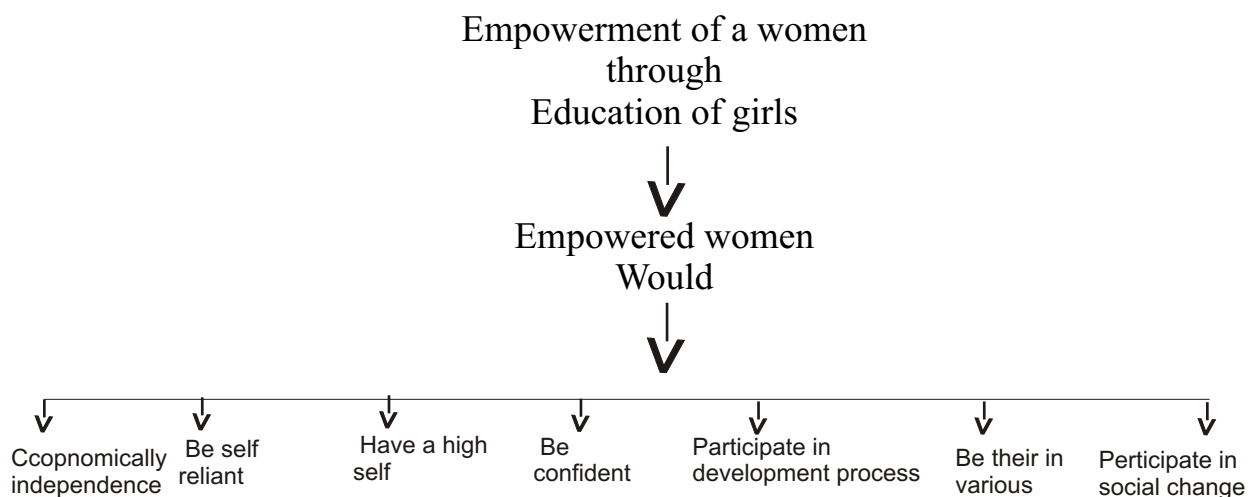 Empowerment of a women
through
Education of girls
Empowered women
Would
Ccopnomically
independence
Be self
reliant
Have a high
self
Be
confident
Participate in
development process
Be their in
various
Perticipate in
social change